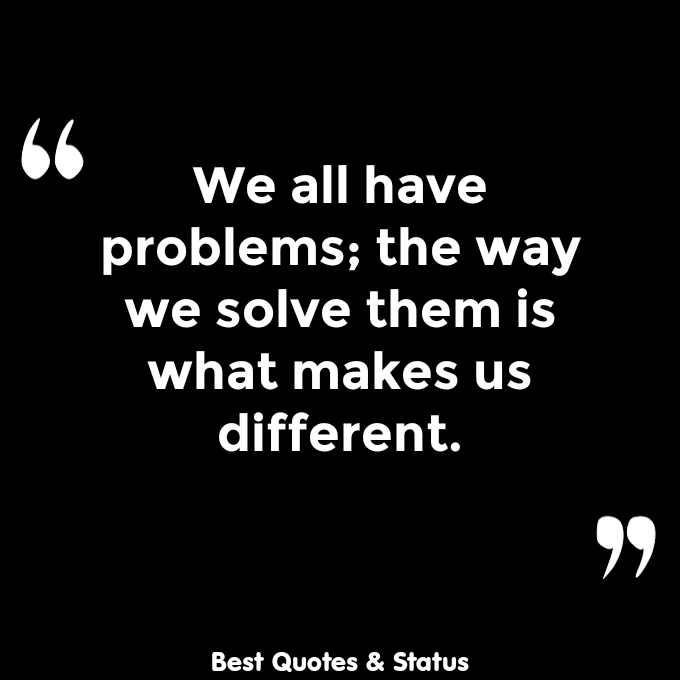 “
We all have
problems; the way
we solve them is
what makes us
different.
”
Best Quotes & Status